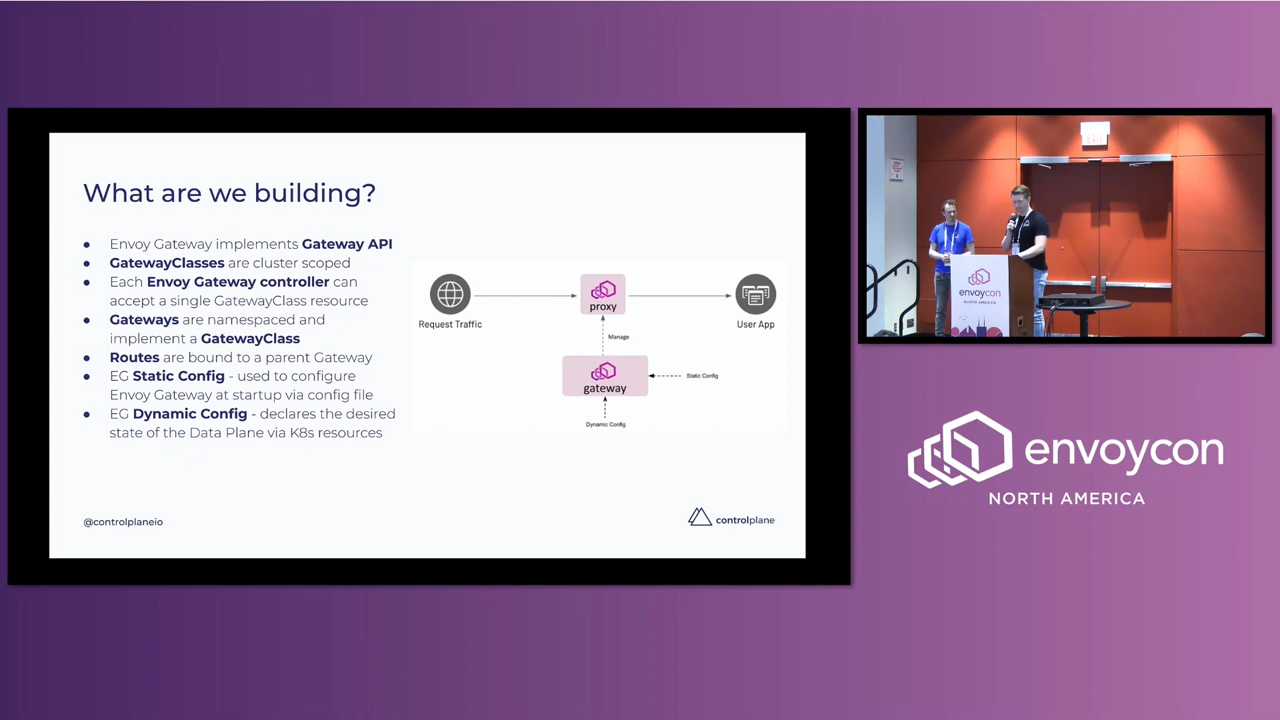 What are we building?
● Envoy Gateway implements Gateway API
● GatewayClasses are cluster scoped
● Each Envoy Gateway controller can
accept a single GatewayClass resource
● Gateways are namespaced and
implement a GatewayClass
● Routes are bound to a parent Gateway
● EG Static Config - used to configure
Envoy Gateway at startup via config file
● EG Dynamic Config - declares the desired
state of the Data Plane via K8s resources
Request Traffic
proxy
User App
Manage
gateway
Static Config
Dynamic Config
@controlplaneio
controlplane
envoycon
NORTH AMERICA
envoycon
NORTH AMERICA